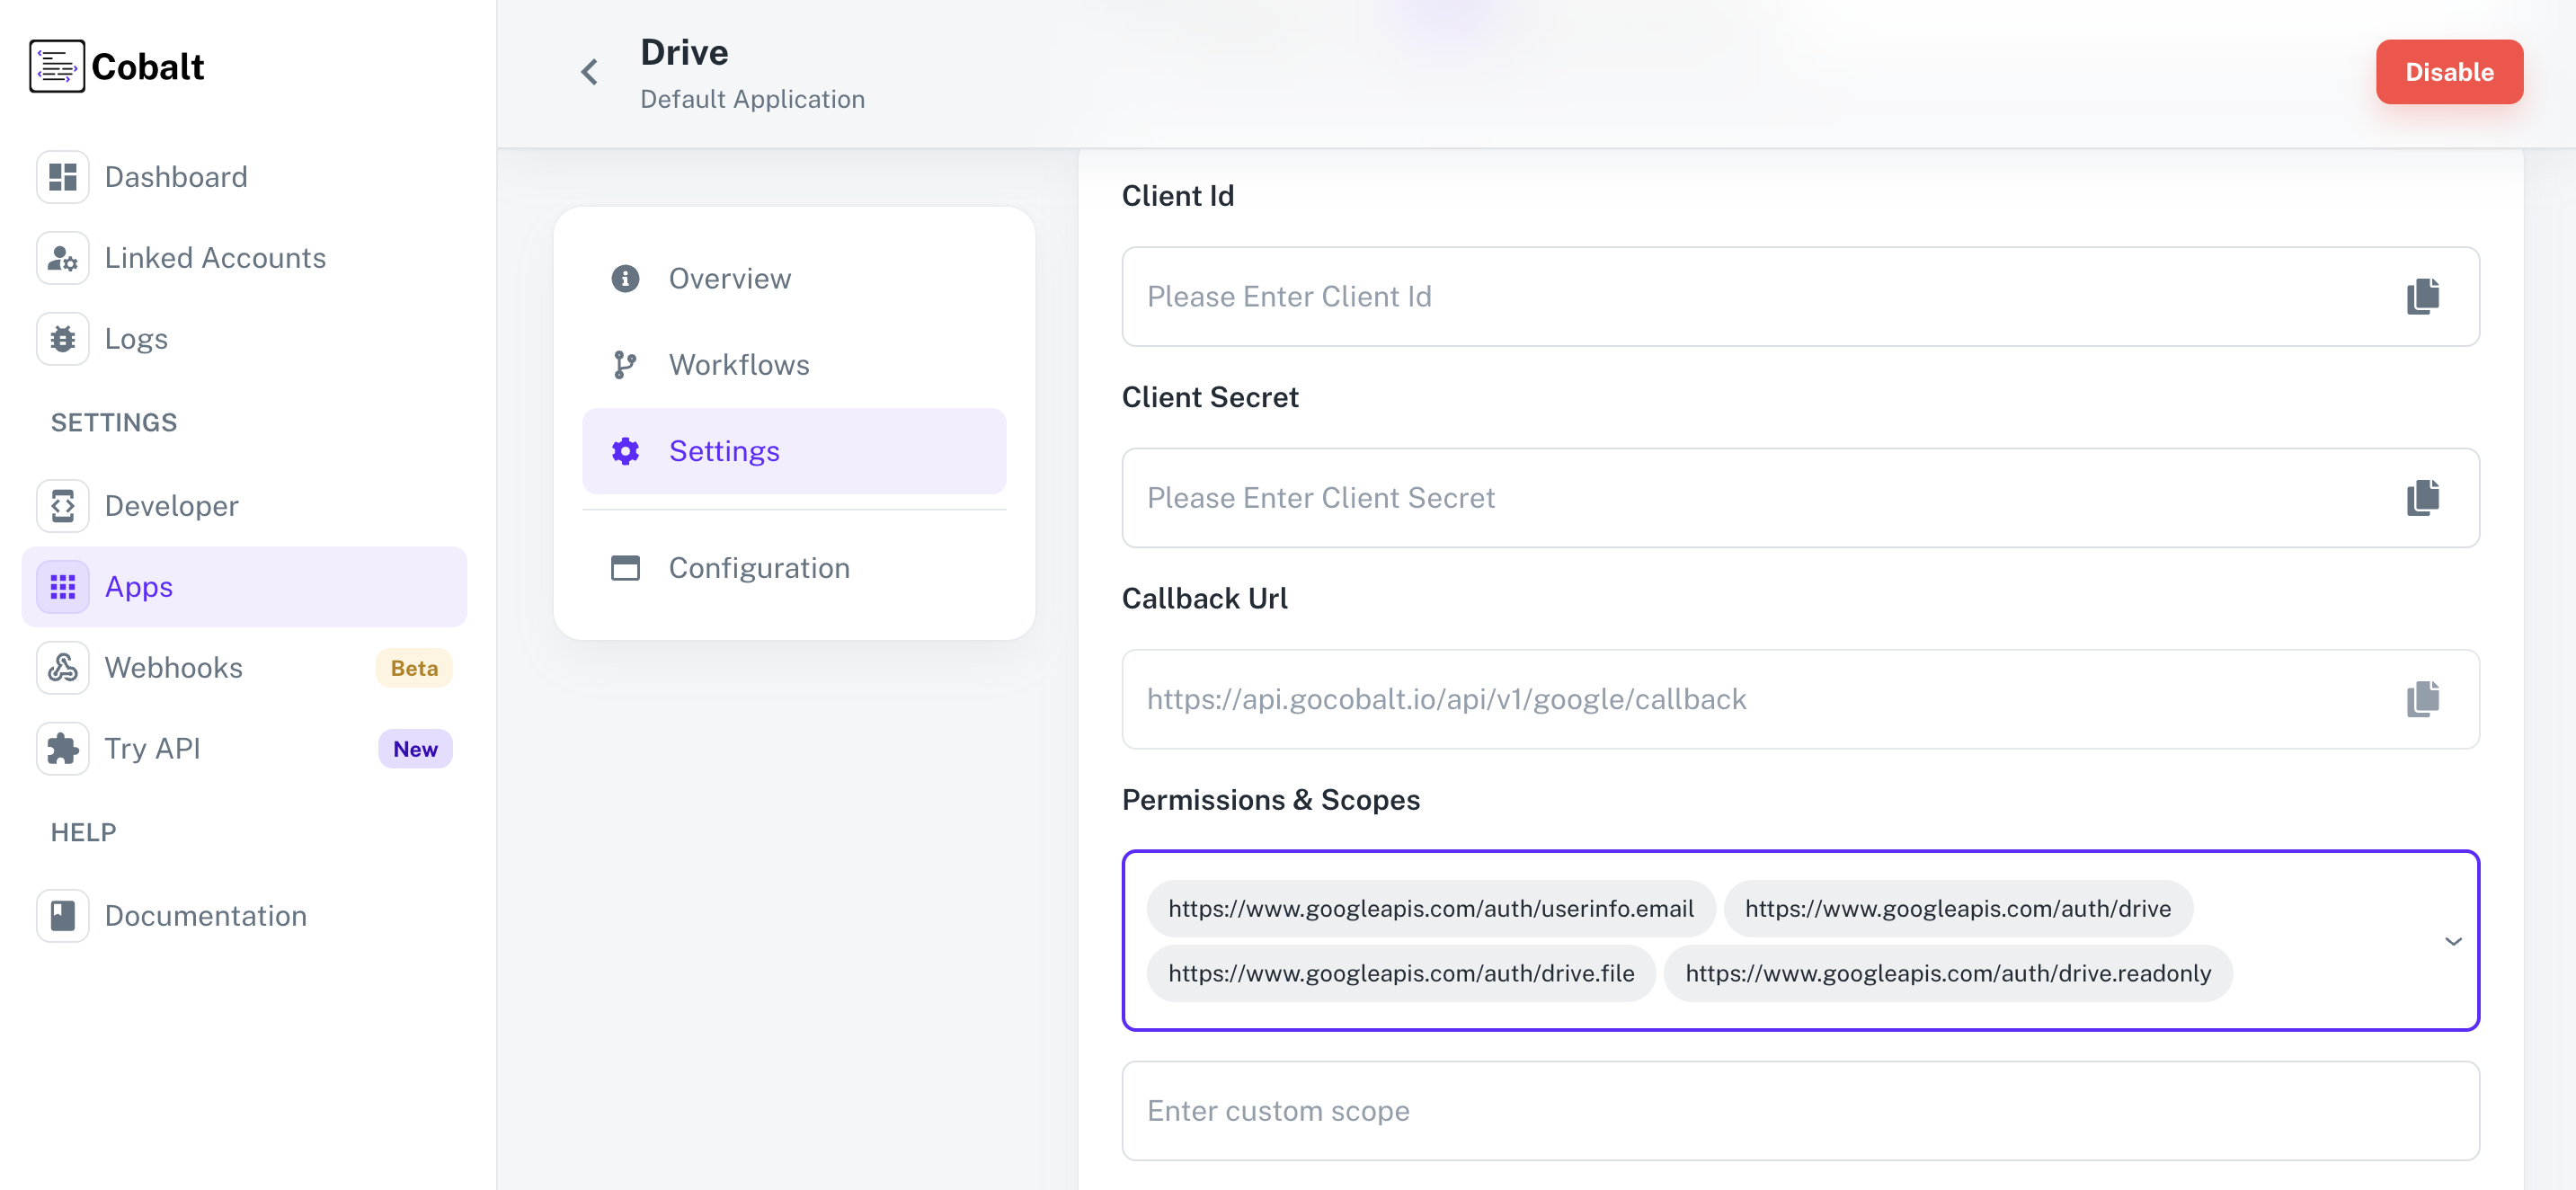 Cobalt
Dashboard
Linked Accounts
Logs
SETTINGS
Developer
Apps
Webhooks Beta
Try API New
HELP
Documentation
Drive
Default Application
Disable
Overview
Workflows
Settings
Configuration
Client Id
Please Enter Client Id
Client Secret
Please Enter Client Secret
Callback Url
https://api.gocobalt.io/api/v1/google/callback
Permissions & Scopes
https://www.googleapis.com/auth/userinfo.email https://www.googleapis.com/auth/drive
https://www.googleapis.com/auth/drive.file https://www.googleapis.com/auth/drive.readonly
Enter custom scope